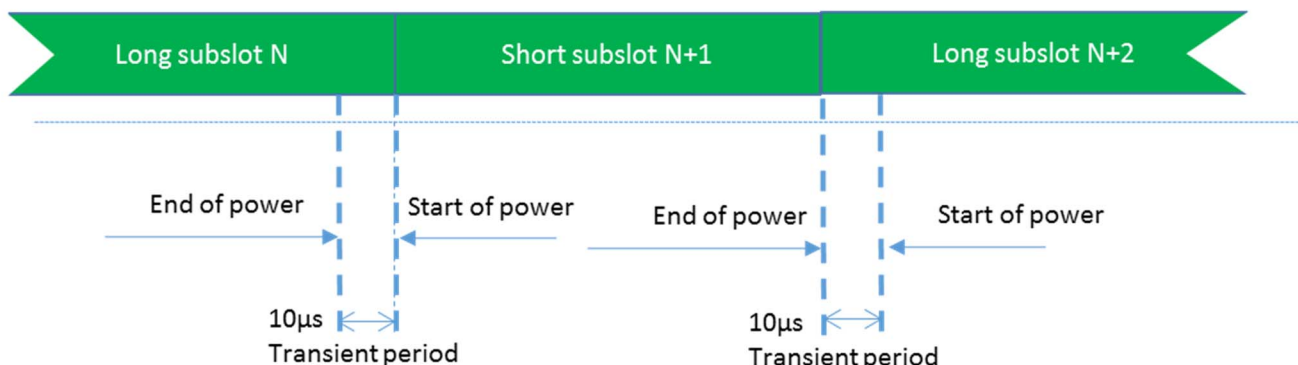 Long subslot N
Short subslot N+1
Long subslot N+2
End of power
Start of power
End of power
Start of power
10µs
Transient period
10µs
Transient period